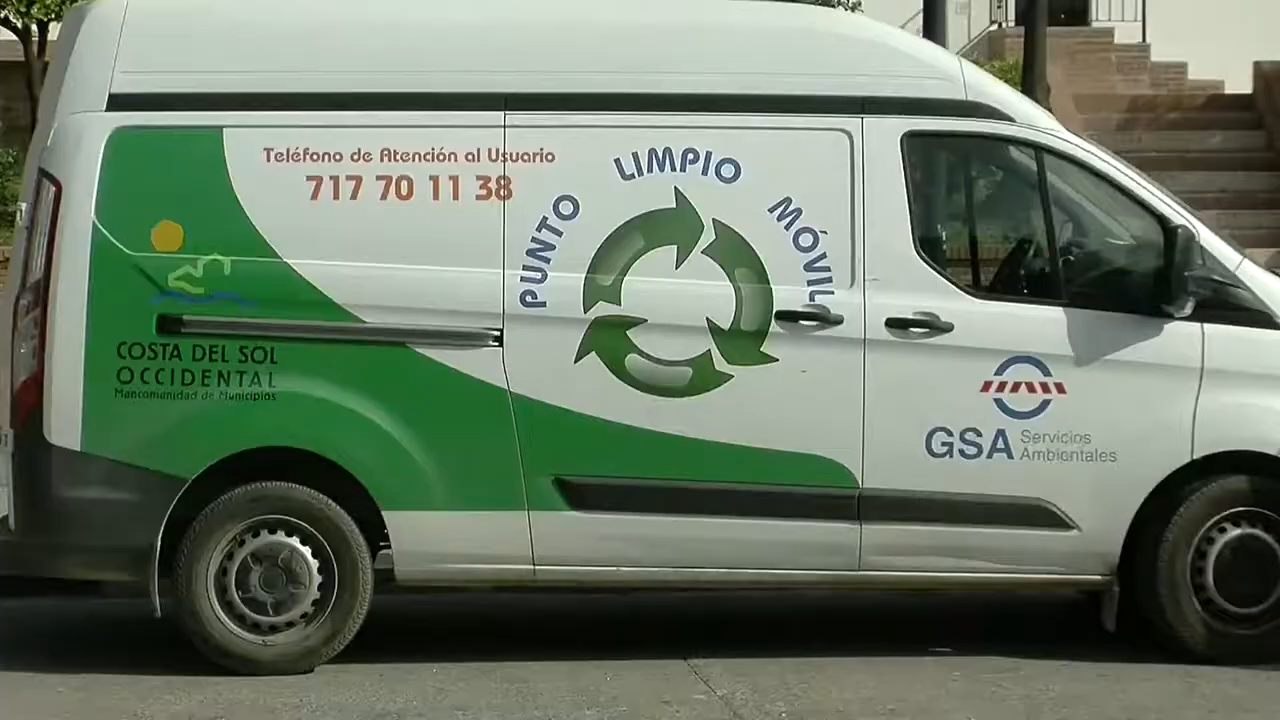 Teléfono de Atención al Usuario
717 70 11 38
PUNTO LIMPIO MÓVIL
COSTA DEL SOL
OCCIDENTAL
Mancomunidad de Municipios
GSA Servicios
Ambientales